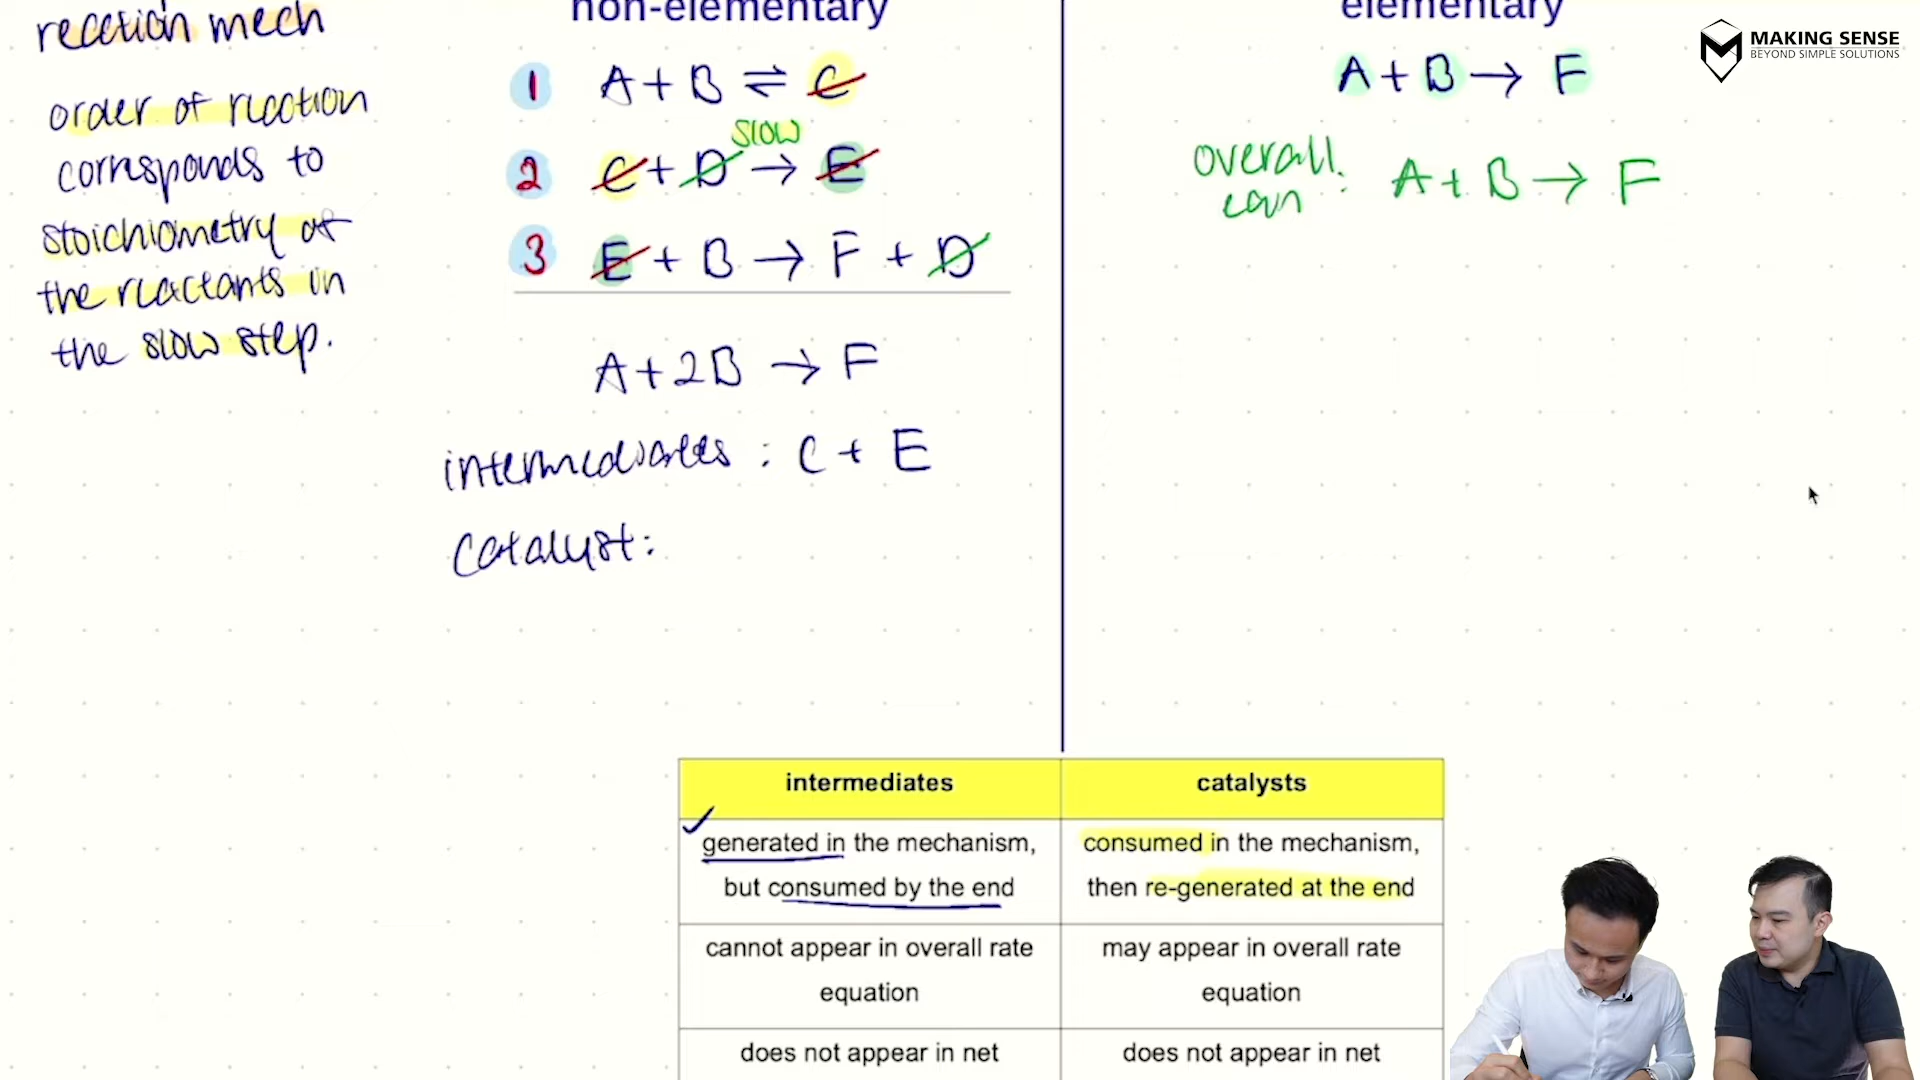 reaction mech
order of reaction
corresponds to
stoichiometry of
the reactants in
the slow step.
non-elementary
1 A + B ⇌ C
slow
2 C + D → E
3 E + B → F + D
A + 2B → F
intermediates : C + E
catalyst:
elementary
A + B → F
overall
eqn : A + B → F
MAKING SENSE
BEYOND SIMPLE SOLUTIONS
intermediates
catalysts
generated in the mechanism,
but consumed by the end
consumed in the mechanism,
then re-generated at the end
cannot appear in overall rate
equation
may appear in overall rate
equation
does not appear in net
does not appear in net